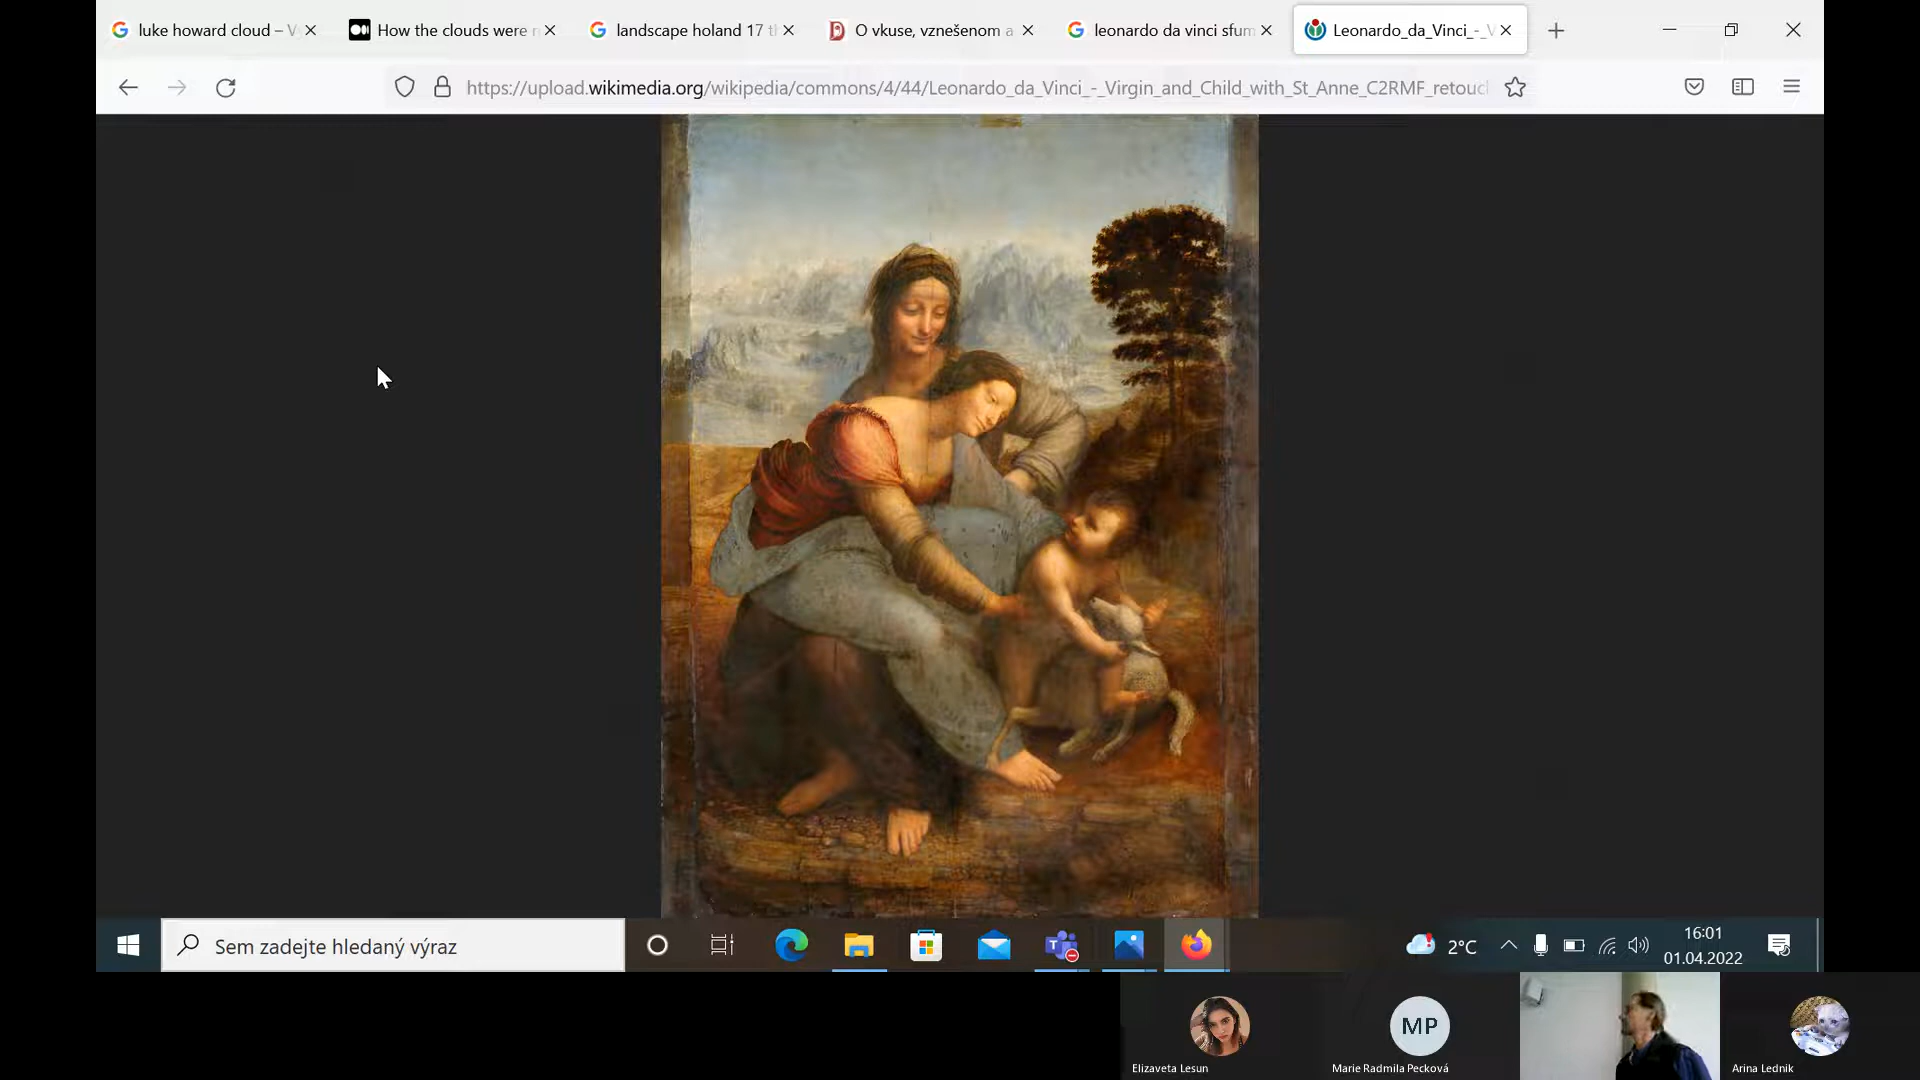 luke howard cloud – V
How the clouds were n
landscape holand 17 t
O vkuse, vznešenom a
leonardo da vinci sfum
Leonardo_da_Vinci_-_V
https://upload.wikimedia.org/wikipedia/commons/4/44/Leonardo_da_Vinci_-_Virgin_and_Child_with_St_Anne_C2RMF_retouc
Sem zadejte hledaný výraz
2°C
16:01
01.04.2022
MP
Elizaveta Lesun
Marie Radmila Pecková
Arina Lednik